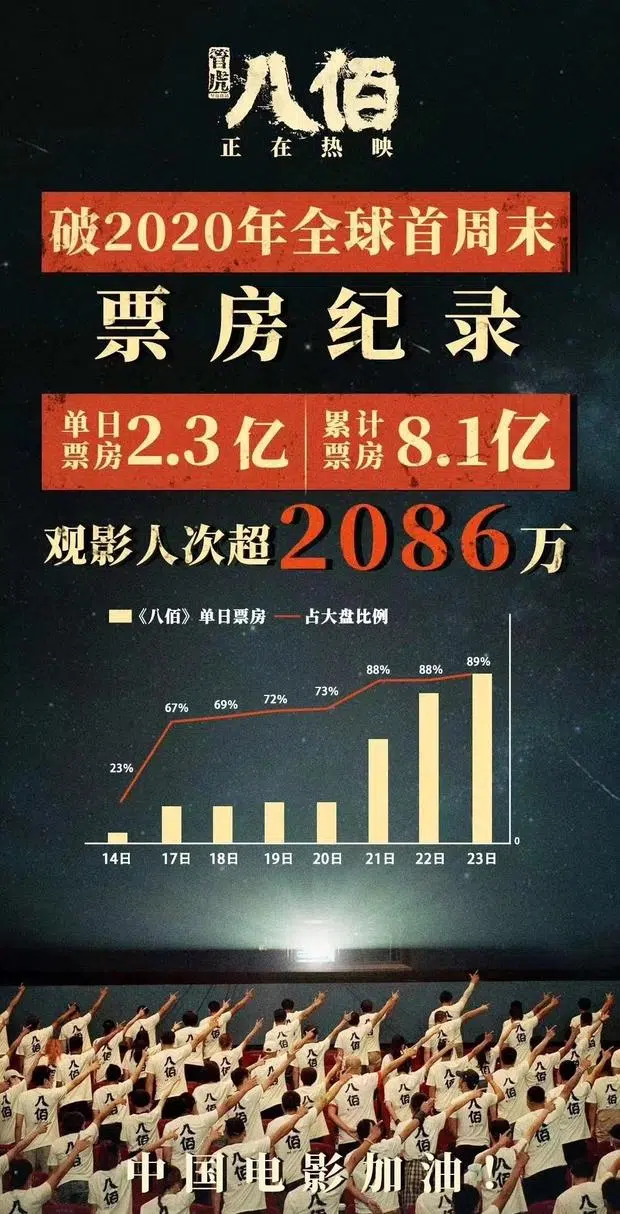 管虎
八佰
正在热映
破2020年全球首周末
票房纪录
单日票房2.3亿 累计票房8.1亿
观影人次超2086万
《八佰》单日票房 占大盘比例
23% 67% 69% 72% 73% 88% 88% 89%
0
14日 17日 18日 19日 20日 21日 22日 23日
八佰
中国电影加油！